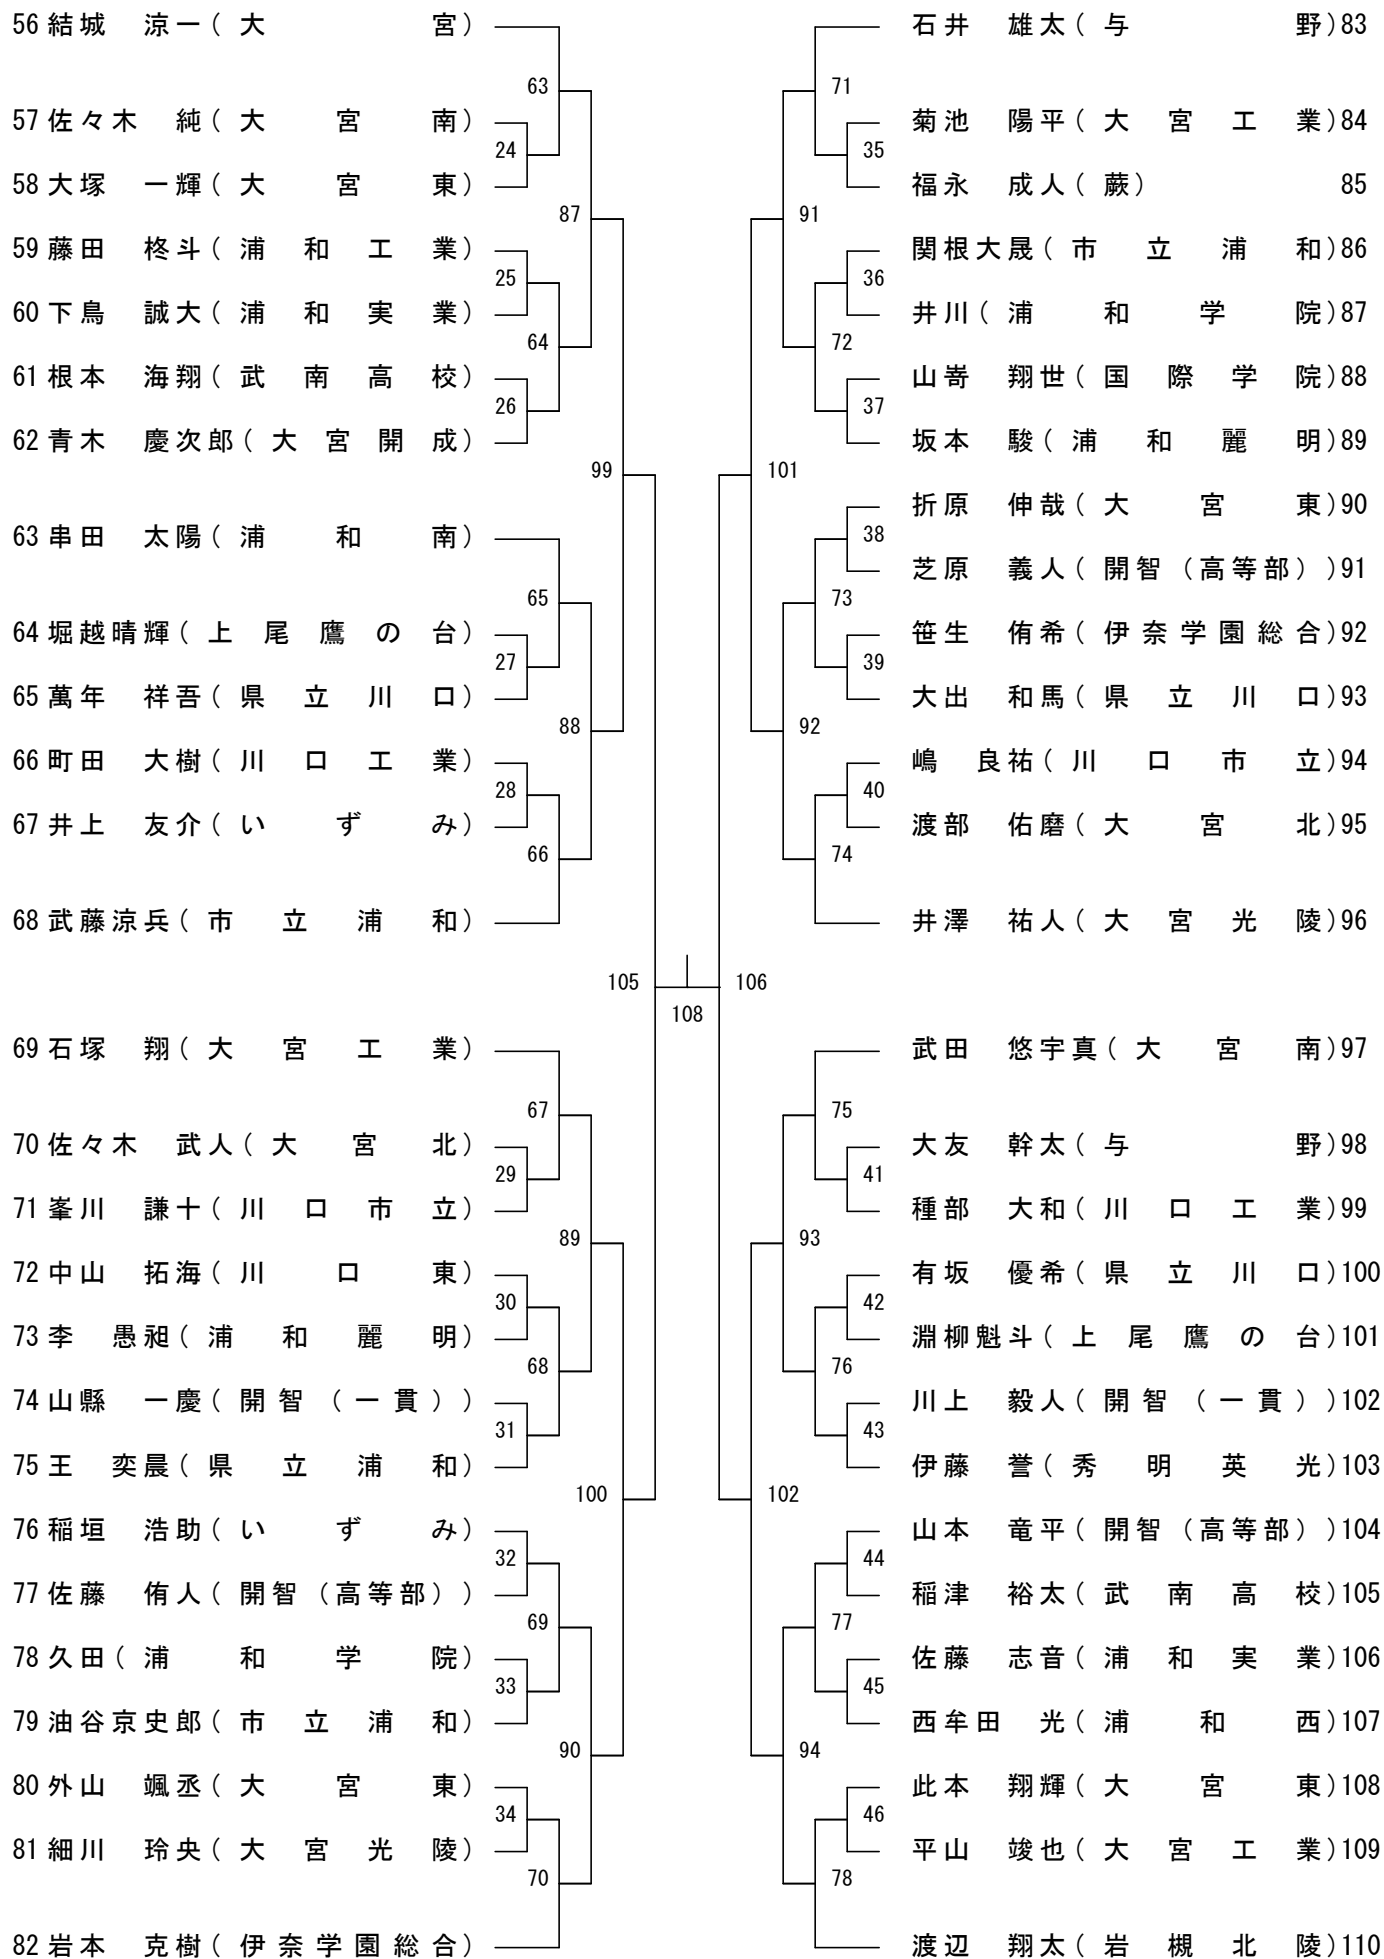 56 結城 涼一(大宮)
57 佐々木 純(大宮南)
58 大塚 一輝(大宮東)
59 藤田 柊斗(浦和工業)
60 下鳥 誠大(浦和実業)
61 根本 海翔(武南高校)
62 青木 慶次郎(大宮開成)
63 串田 太陽(浦和南)
64 堀越晴輝(上尾鷹の台)
65 萬年 祥吾(県立川口)
66 町田 大樹(川口工業)
67 井上 友介(いずみ)
68 武藤涼兵(市立浦和)
69 石塚 翔(大宮工業)
70 佐々木 武人(大宮北)
71 峯川 謙十(川口市立)
72 中山 拓海(川口東)
73 李 愚昶(浦和麗明)
74 山縣 一慶(開智(一貫))
75 王 奕晨(県立浦和)
76 稲垣 浩助(いずみ)
77 佐藤 侑人(開智(高等部))
78 久田(浦和学院)
79 油谷京史郎(市立浦和)
80 外山 颯丞(大宮東)
81 細川 玲央(大宮光陵)
82 岩本 克樹(伊奈学園総合)
63
24
87
25
64
26
99
65
27
88
28
66
105
67
29
89
30
68
31
100
32
69
33
90
34
70
108
71
35
91
36
72
37
101
38
73
39
92
40
74
106
75
41
93
42
76
43
102
44
77
45
94
46
78
石井 雄太(与野)83
菊池 陽平(大宮工業)84
福永 成人(蕨) 85
関根大晟(市立浦和)86
井川(浦和学院)87
山嵜 翔世(国際学院)88
坂本 駿(浦和麗明)89
折原 伸哉(大宮東)90
芝原 義人(開智(高等部))91
笹生 侑希(伊奈学園総合)92
大出 和馬(県立川口)93
嶋 良祐(川口市立)94
渡部 佑磨(大宮北)95
井澤 祐人(大宮光陵)96
武田 悠宇真(大宮南)97
大友 幹太(与野)98
種部 大和(川口工業)99
有坂 優希(県立川口)100
淵柳魁斗(上尾鷹の台)101
川上 毅人(開智(一貫))102
伊藤 誉(秀明英光)103
山本 竜平(開智(高等部))104
稲津 裕太(武南高校)105
佐藤 志音(浦和実業)106
西牟田 光(浦和西)107
此本 翔輝(大宮東)108
平山 竣也(大宮工業)109
渡辺 翔太(岩槻北陵)110